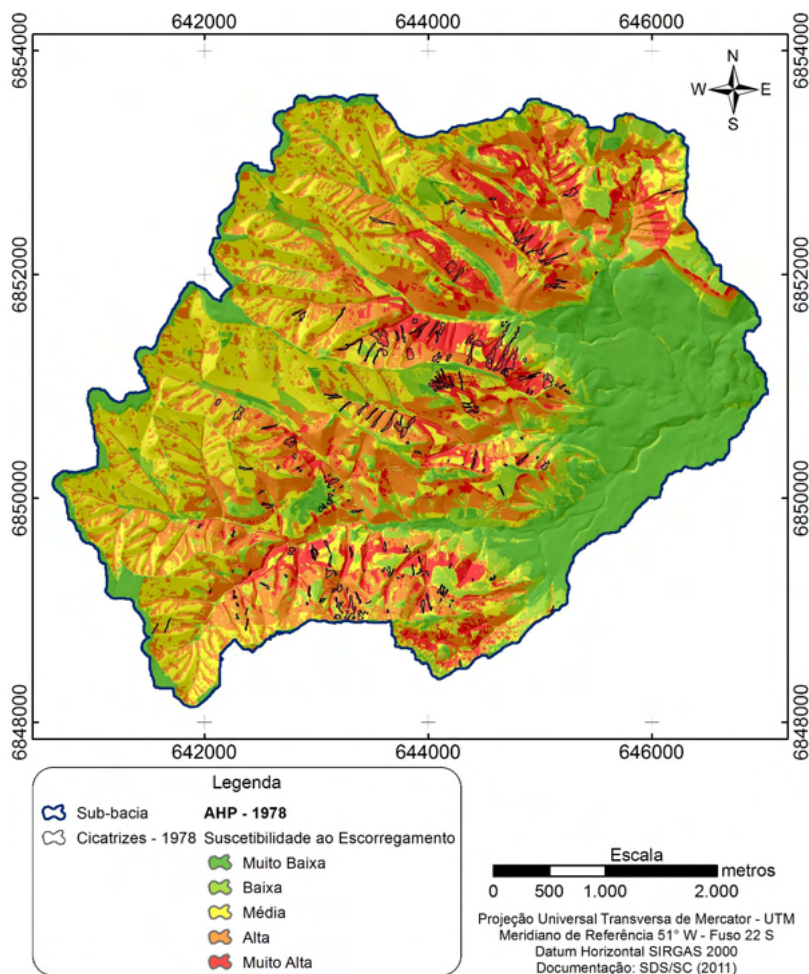 642000 644000 646000
6854000 6854000
N
W E
S
6852000 6852000
6850000 6850000
6848000 6848000
642000 644000 646000
Legenda
Sub-bacia AHP - 1978
Cicatrizes - 1978 Suscetibilidade ao Escorregamento
Muito Baixa
Baixa
Média
Alta
Muito Alta
Escala
metros
0 500 1.000 2.000
Projeção Universal Transversa de Mercator - UTM
Meridiano de Referência 51° W - Fuso 22 S
Datum Horizontal SIRGAS 2000
Documentação: SDS/SC (2011)